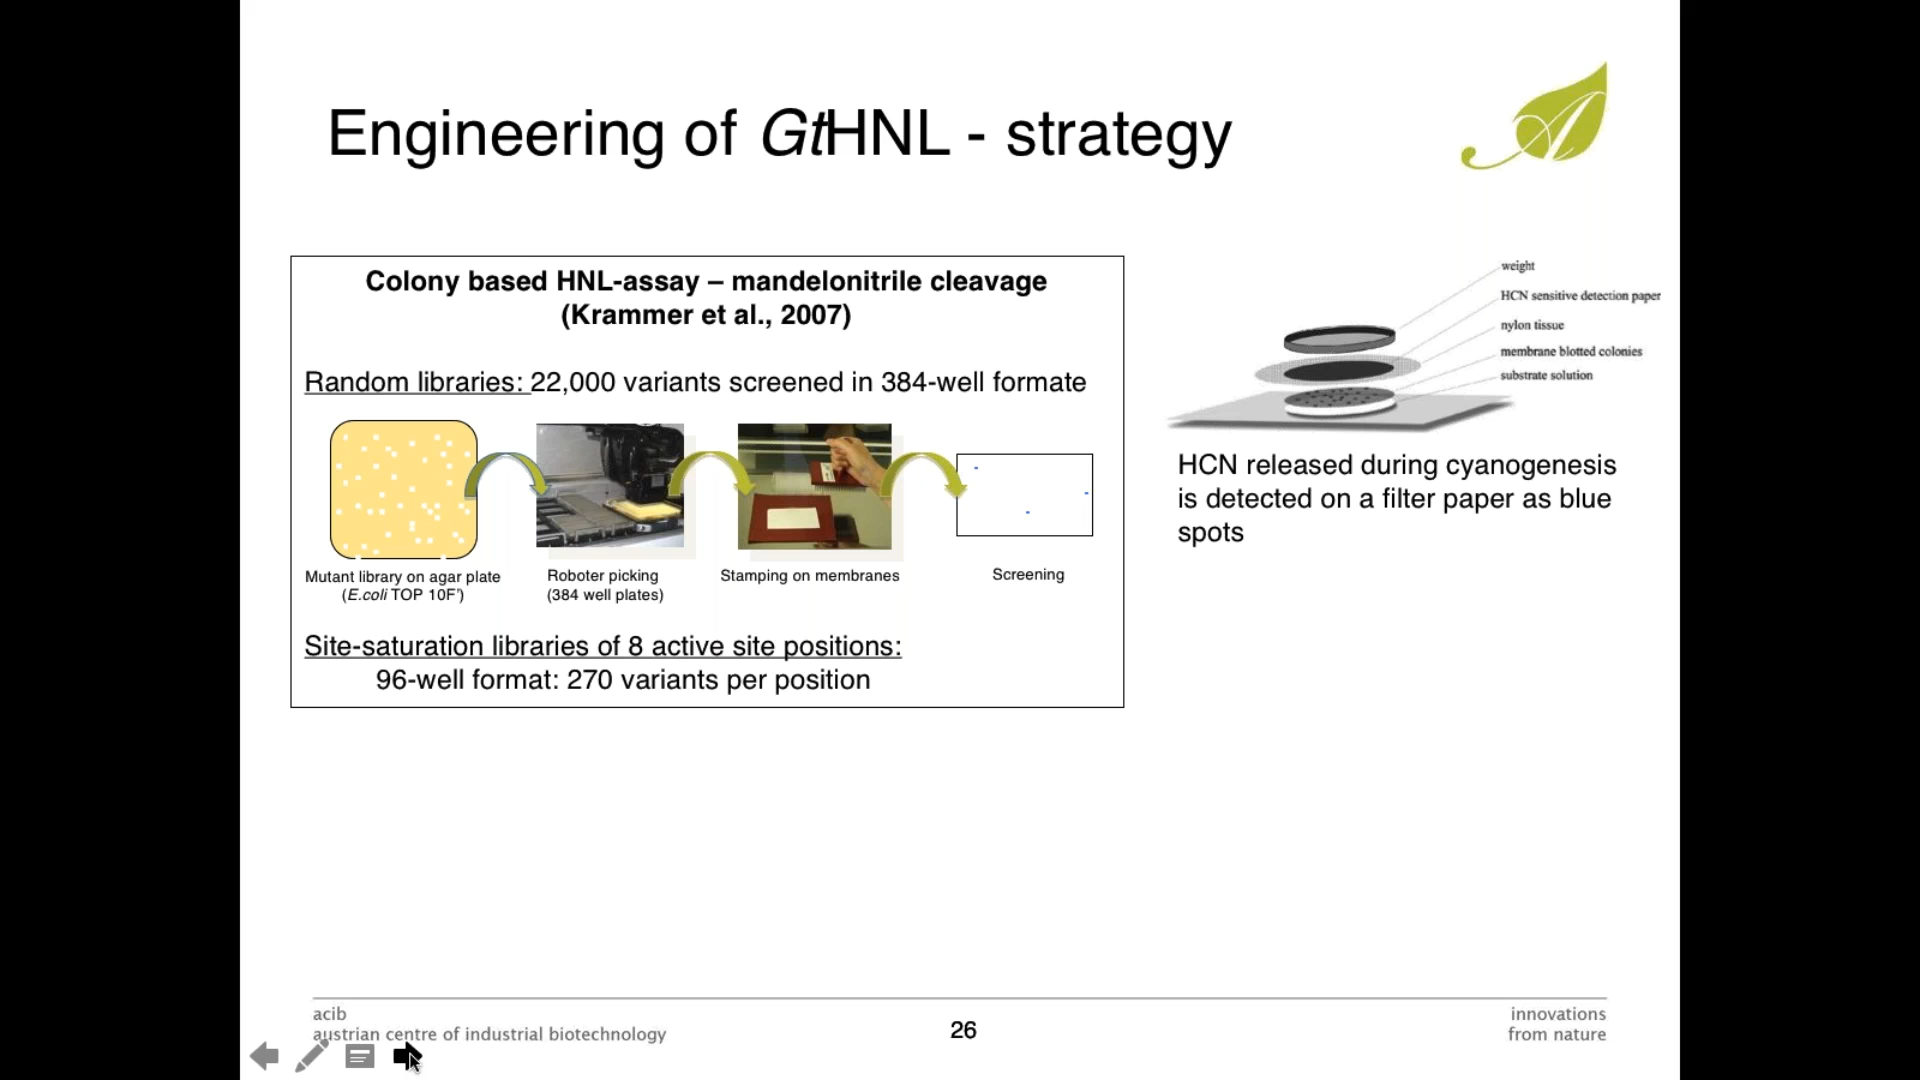 Engineering of GtHNL - strategy
Colony based HNL-assay – mandelonitrile cleavage
(Krammer et al., 2007)
Random libraries: 22,000 variants screened in 384-well formate
Mutant library on agar plate
(E.coli TOP 10F')
Roboter picking
(384 well plates)
Stamping on membranes
Screening
Site-saturation libraries of 8 active site positions:
96-well format: 270 variants per position
weight
HCN sensitive detection paper
nylon tissue
membrane blotted colonies
substrate solution
HCN released during cyanogenesis
is detected on a filter paper as blue
spots
acib
austrian centre of industrial biotechnology
26
innovations
from nature